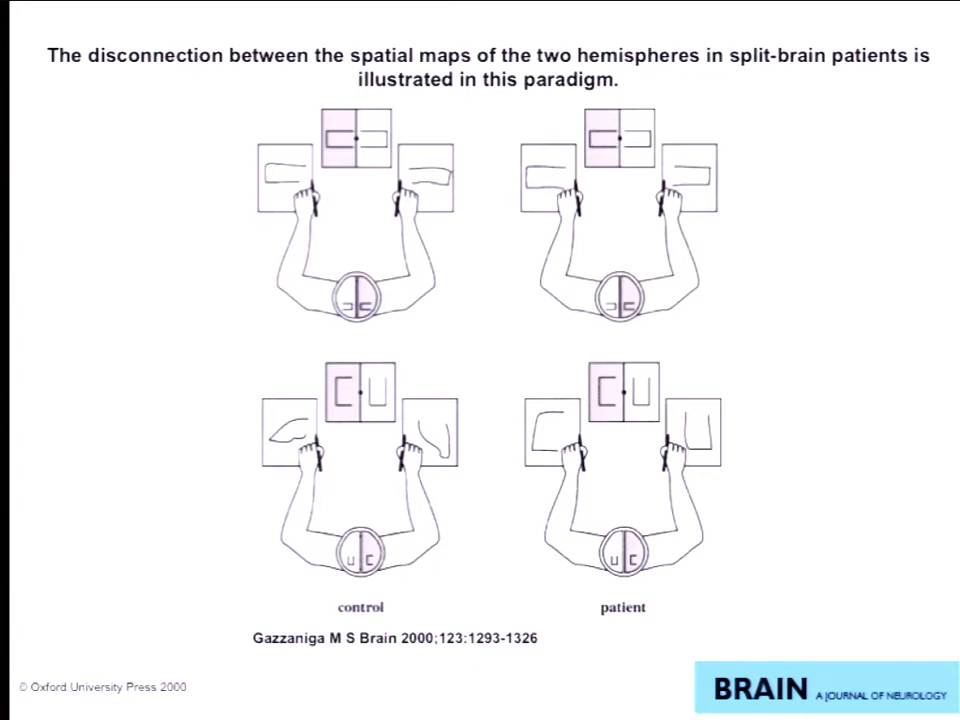 The disconnection between the spatial maps of the two hemispheres in split-brain patients is
illustrated in this paradigm.
control
patient
Gazzaniga M S Brain 2000;123:1293-1326
© Oxford University Press 2000
BRAIN A JOURNAL OF NEUROLOGY